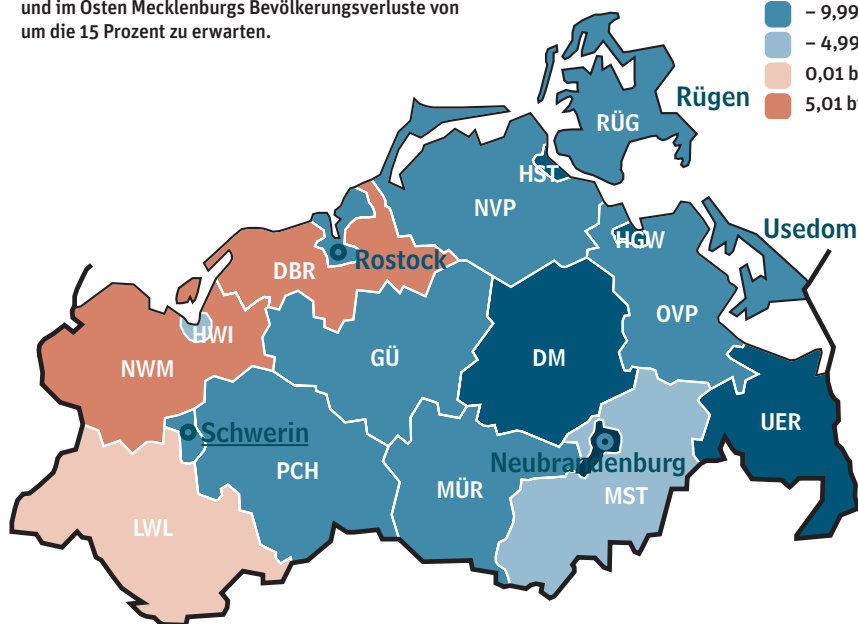 und im Osten Mecklenburgs Bevölkerungsverluste von
um die 15 Prozent zu erwarten.
– 9,99
– 4,99
0,01 b
5,01 b
Rügen
RÜG
HST
NVP
Usedom
HGW
Rostock
DBR
OVP
HWI
NWM
GÜ
DM
UER
Schwerin
PCH
Neubrandenburg
MÜR
MST
LWL